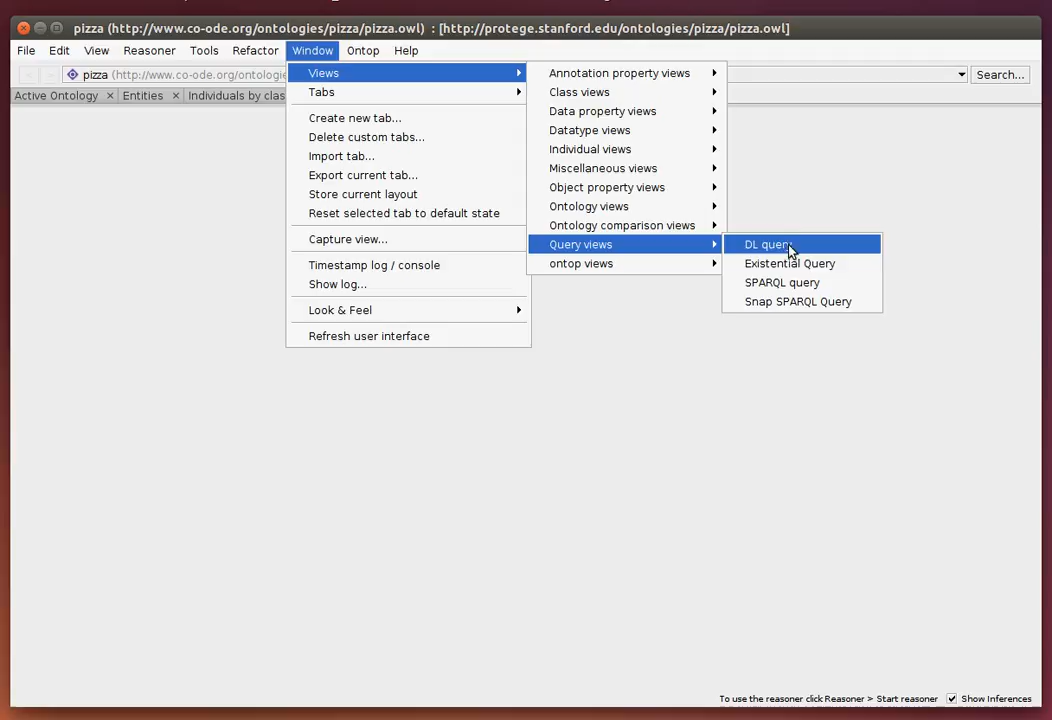 pizza (http://www.co-ode.org/ontologies/pizza/pizza.owl) : [http://protege.stanford.edu/ontologies/pizza/pizza.owl]
File Edit View Reasoner Tools Refactor Window Ontop Help
pizza (http://www.co-ode.org/ontologie
Search...
Active Ontology × Entities × Individuals by clas
Views
Tabs
Create new tab...
Delete custom tabs...
Import tab...
Export current tab...
Store current layout
Reset selected tab to default state
Capture view...
Timestamp log / console
Show log...
Look & Feel
Refresh user interface
Annotation property views
Class views
Data property views
Datatype views
Individual views
Miscellaneous views
Object property views
Ontology views
Ontology comparison views
Query views
ontop views
DL query
Existential Query
SPARQL query
Snap SPARQL Query
To use the reasoner click Reasoner > Start reasoner Show Inferences